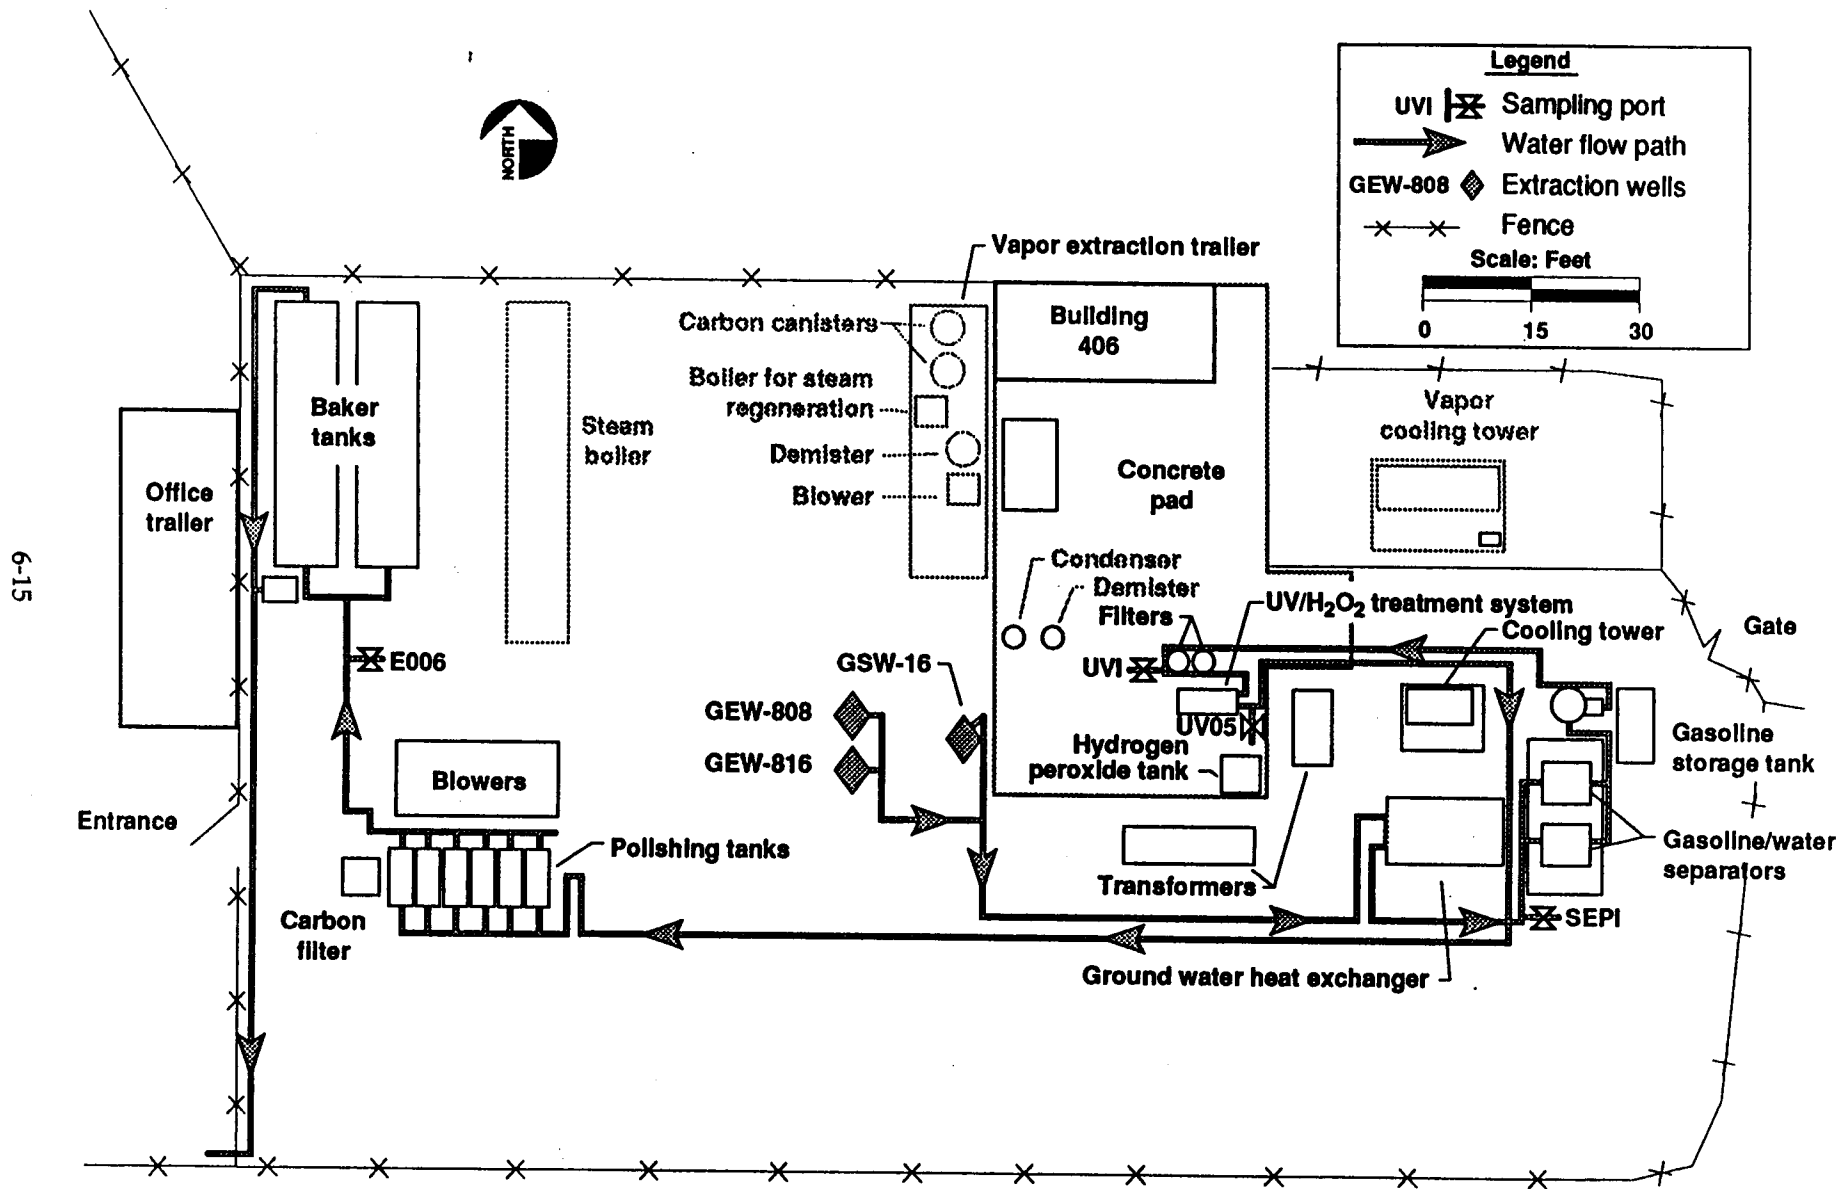 Legend
UVI Sampling port
Water flow path
GEW-808 Extraction wells
Fence
Scale: Feet
0 15 30
NORTH
Vapor extraction trailer
Carbon canisters
Building
406
Boiler for steam
regeneration
Vapor
cooling tower
Baker
tanks
Steam
boiler
Demister
Blower
Concrete
pad
Office
trailer
6-15
Condenser
Demister
Filters
UV/H2O2 treatment system
Cooling tower
Gate
E006
GSW-16
UVI
GEW-808
UV05
GEW-816
Hydrogen
peroxide tank
Gasoline
storage tank
Blowers
Entrance
Polishing tanks
Gasoline/water
separators
Transformers
Carbon
filter
SEPI
Ground water heat exchanger